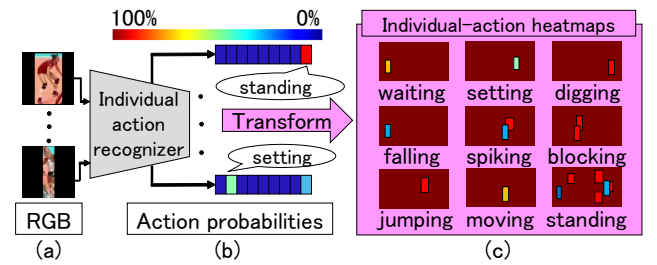 100%
0%
Individual-action heatmaps
standing
waiting
setting
digging
Individual
action
recognizer
Transform
falling
spiking
blocking
setting
RGB
Action probabilities
jumping
moving
standing
(a)
(b)
(c)